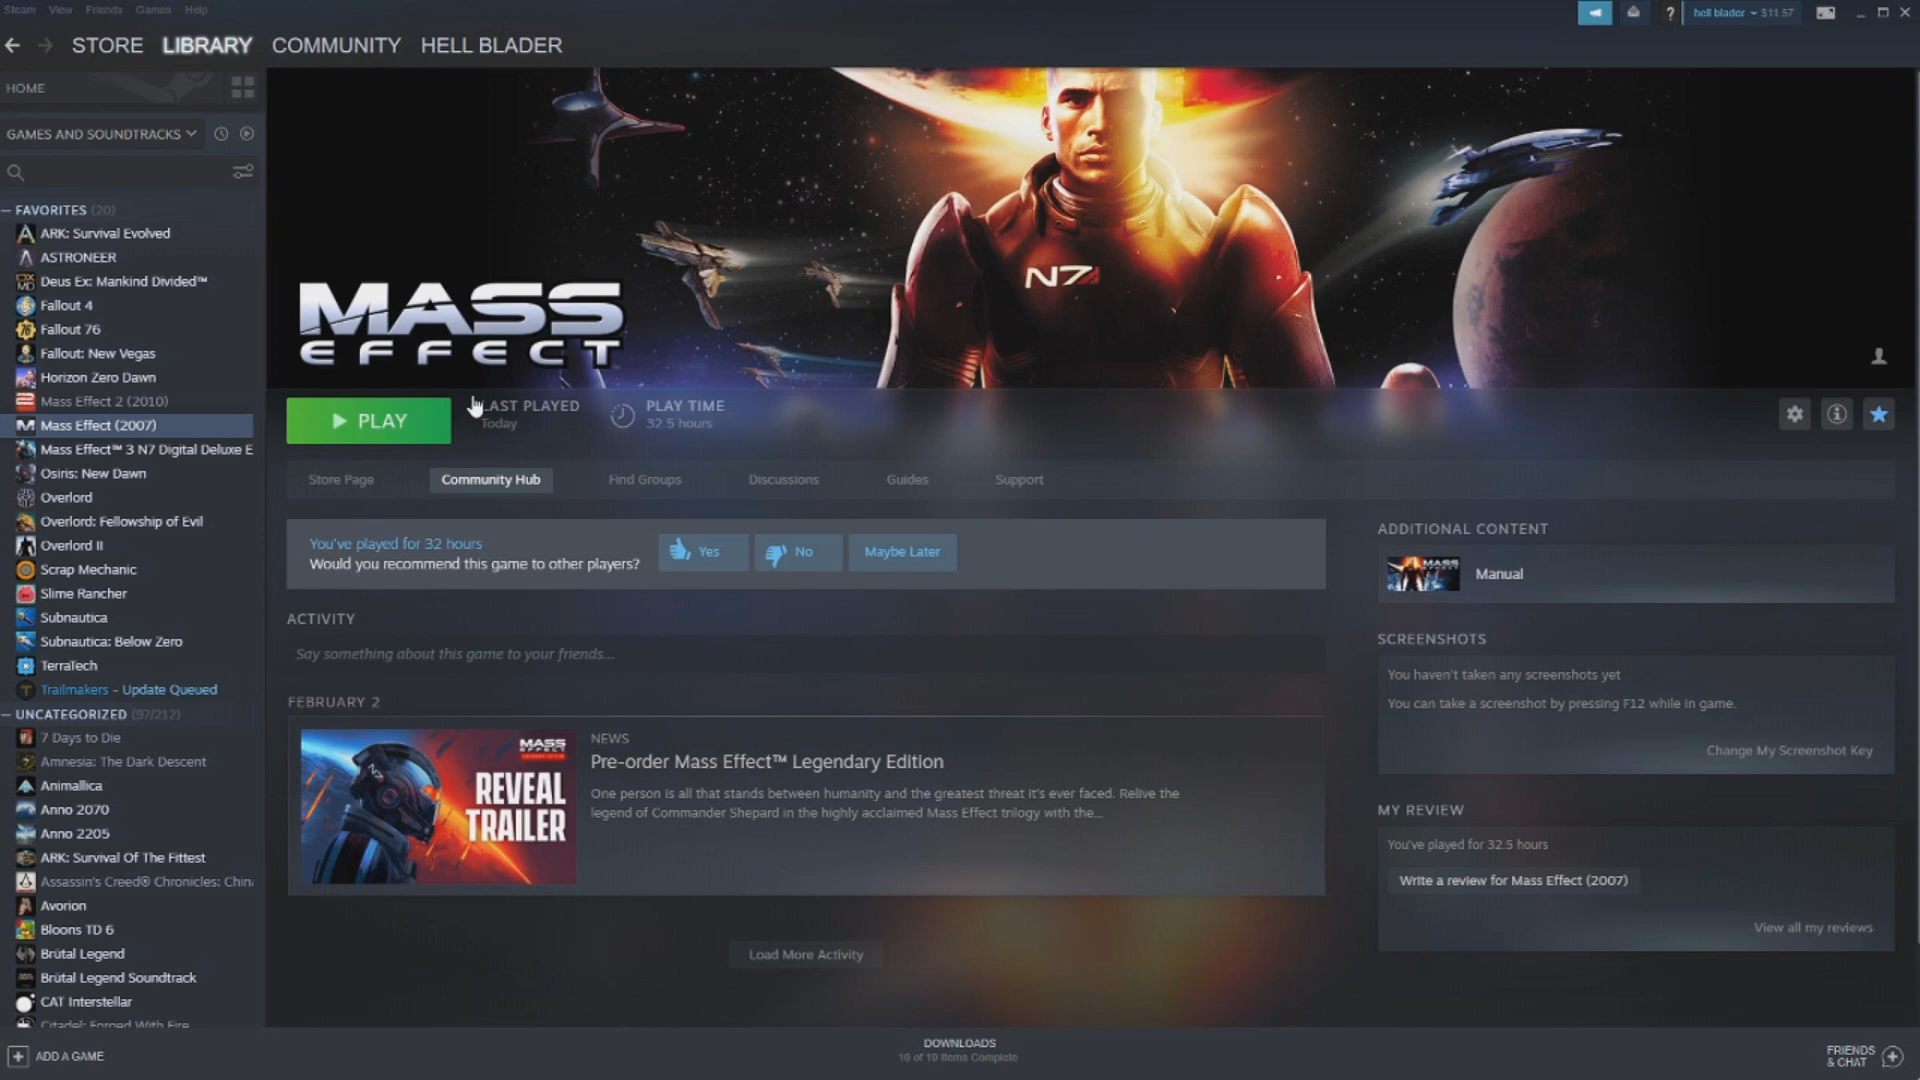 Steam View Friends Games Help
hell blader $11.57
STORE LIBRARY COMMUNITY HELL BLADER
HOME
GAMES AND SOUNDTRACKS
FAVORITES (20)
ARK: Survival Evolved
ASTRONEER
Deus Ex: Mankind Divided™
Fallout 4
Fallout 76
Fallout: New Vegas
Horizon Zero Dawn
Mass Effect 2 (2010)
Mass Effect (2007)
Mass Effect™ 3 N7 Digital Deluxe E
Osiris: New Dawn
Overlord
Overlord: Fellowship of Evil
Overlord II
Scrap Mechanic
Slime Rancher
Subnautica
Subnautica: Below Zero
TerraTech
Trailmakers - Update Queued
UNCATEGORIZED (97/212)
7 Days to Die
Amnesia: The Dark Descent
Animallica
Anno 2070
Anno 2205
ARK: Survival Of The Fittest
Assassin's Creed® Chronicles: China
Avorion
Bloons TD 6
Brütal Legend
Brütal Legend Soundtrack
CAT Interstellar
Citadel: Forged With Fire
ADD A GAME
N7
MASS
EFFECT
PLAY
LAST PLAYED
Today
PLAY TIME
32.5 hours
Store Page Community Hub Find Groups Discussions Guides Support
You've played for 32 hours
Would you recommend this game to other players?
Yes No Maybe Later
ACTIVITY
Say something about this game to your friends...
FEBRUARY 2
MASS
EFFECT
N7
REVEAL
TRAILER
NEWS
Pre-order Mass Effect™ Legendary Edition
One person is all that stands between humanity and the greatest threat it's ever faced. Relive the
legend of Commander Shepard in the highly acclaimed Mass Effect trilogy with the...
Load More Activity
ADDITIONAL CONTENT
MASS
Manual
SCREENSHOTS
You haven't taken any screenshots yet
You can take a screenshot by pressing F12 while in game.
Change My Screenshot Key
MY REVIEW
You've played for 32.5 hours
Write a review for Mass Effect (2007)
View all my reviews
DOWNLOADS
10 of 10 Items Complete
FRIENDS
& CHAT